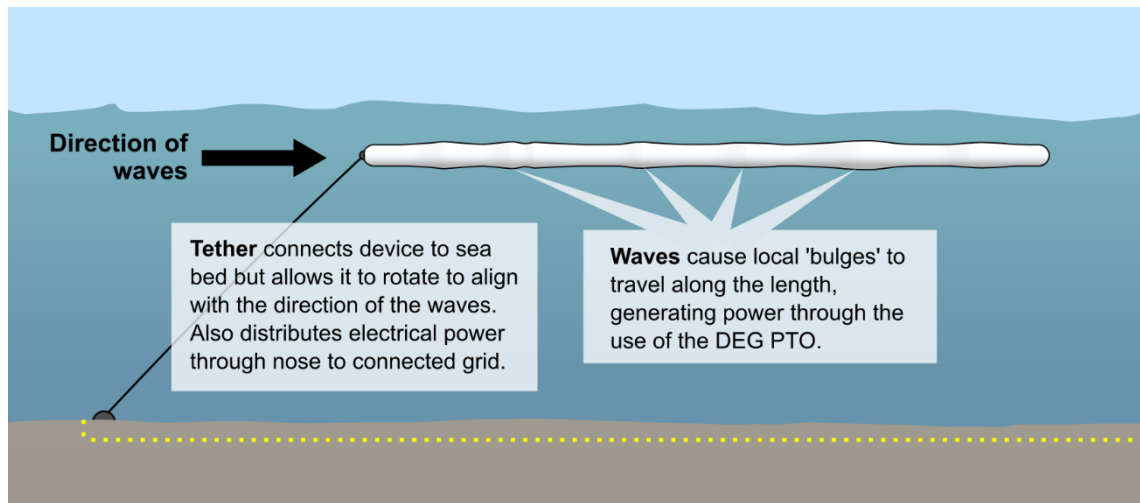 Direction of
waves
Tether connects device to sea
bed but allows it to rotate to align
with the direction of the waves.
Also distributes electrical power
through nose to connected grid.
Waves cause local 'bulges' to
travel along the length,
generating power through the
use of the DEG PTO.